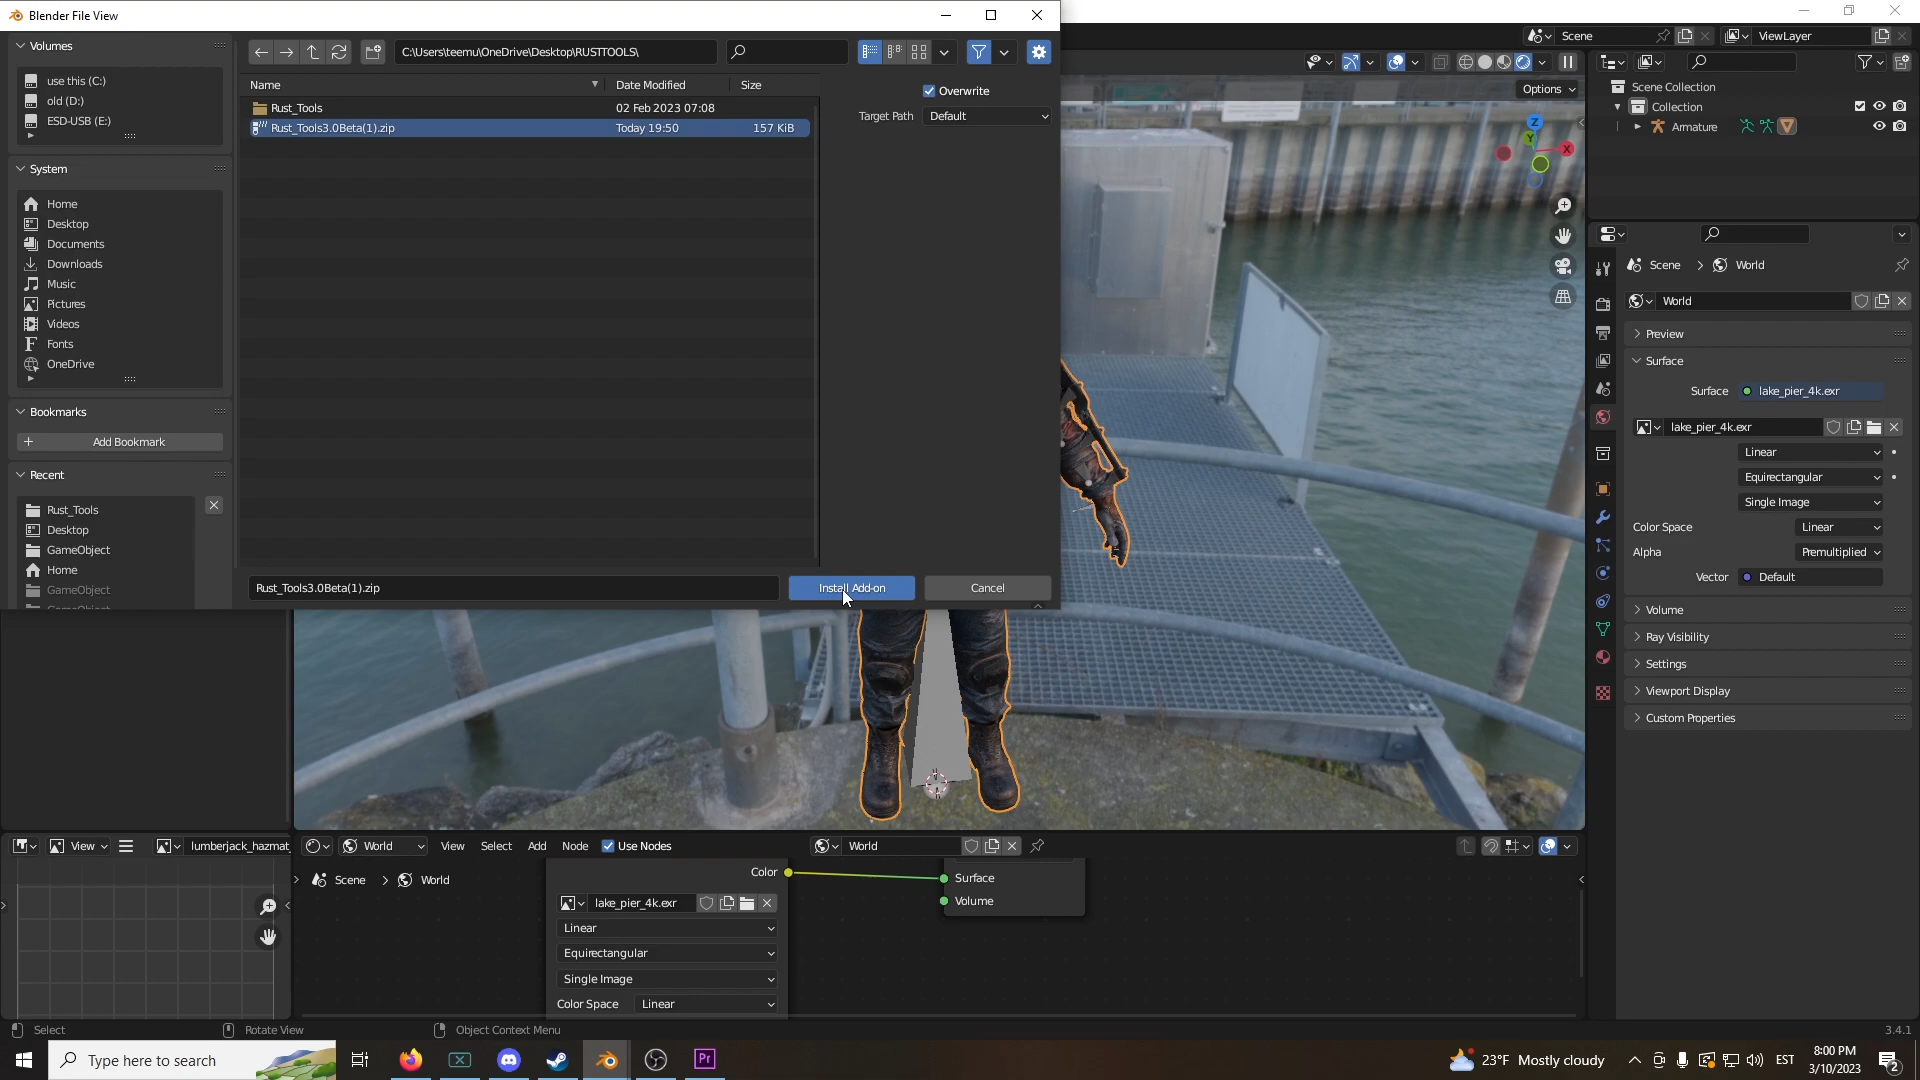 Blender File View
Volumes
use this (C:)
old (D:)
ESD-USB (E:)
System
Home
Desktop
Documents
Downloads
Music
Pictures
Videos
Fonts
OneDrive
Bookmarks
Add Bookmark
Recent
Rust_Tools
Desktop
GameObject
Home
GameObject
C:\Users\teemu\OneDrive\Desktop\RUSTTOOLS\
Name Date Modified Size
Rust_Tools 02 Feb 2023 07:08
Rust_Tools3.0Beta(1).zip Today 19:50 157 KiB
Overwrite
Target Path Default
Rust_Tools3.0Beta(1).zip Install Add-on Cancel
Scene ViewLayer
Options
Z
Y
X
Scene Collection
Collection
Armature
Scene > World
World
Preview
Surface
Surface lake_pier_4k.exr
lake_pier_4k.exr
Linear
Equirectangular
Single Image
Color Space Linear
Alpha Premultiplied
Vector Default
Volume
Ray Visibility
Settings
Viewport Display
Custom Properties
View lumberjack_hazmat_
World View Select Add Node Use Nodes World
Scene > World
Color
lake_pier_4k.exr
Linear
Equirectangular
Single Image
Color Space Linear
Surface
Volume
Select Rotate View Object Context Menu 3.4.1
Type here to search
Pr
23°F Mostly cloudy
EST
8:00 PM
3/10/2023
2